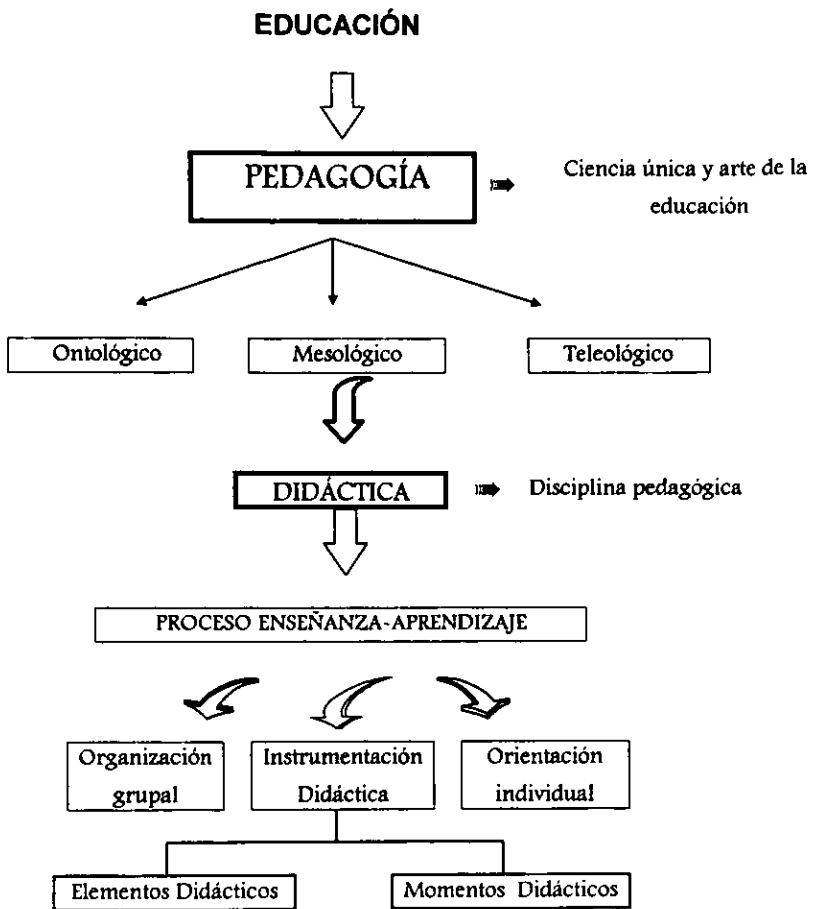 EDUCACIÓN
PEDAGOGÍA
Ciencia única y arte de la
educación
Ontológico
Mesológico
Teleológico
DIDÁCTICA
Disciplina pedagógica
PROCESO ENSEÑANZA-APRENDIZAJE
Organización
grupal
Instrumentación
Didáctica
Orientación
individual
Elementos Didácticos
Momentos Didácticos